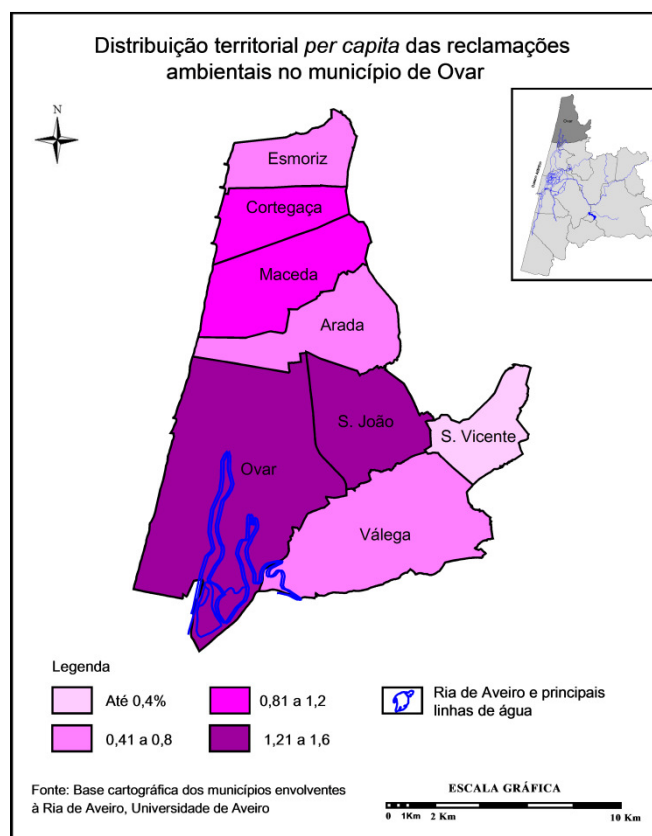 Distribuição territorial per capita das reclamações
ambientais no município de Ovar
N
Ovar
Esmoriz
Cortegaça
Maceda
Arada
S. João
S. Vicente
Ovar
Válega
Legenda
Até 0,4%
0,81 a 1,2
Ria de Aveiro e principais
linhas de água
0,41 a 0,8
1,21 a 1,6
Fonte: Base cartográfica dos municípios envolventes
à Ria de Aveiro, Universidade de Aveiro
ESCALA GRÁFICA
0 1Km 2 Km 10 Km